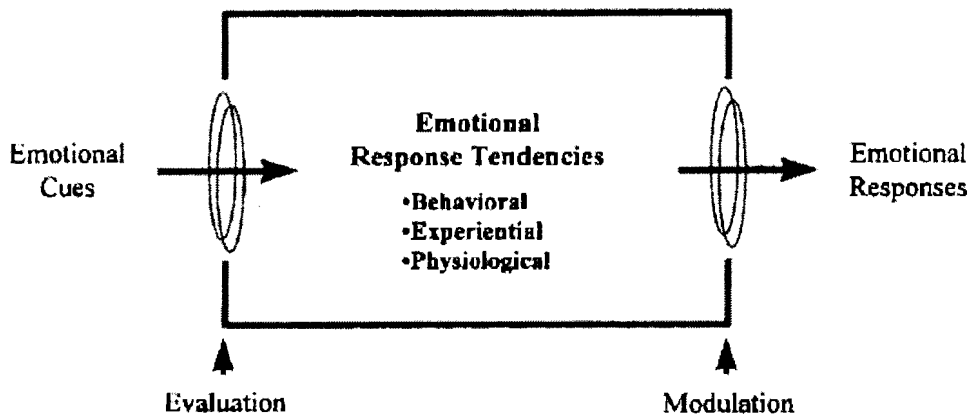 Emotional
Cues
Emotional
Response Tendencies
•Behavioral
•Experiential
•Physiological
Emotional
Responses
Evaluation
Modulation